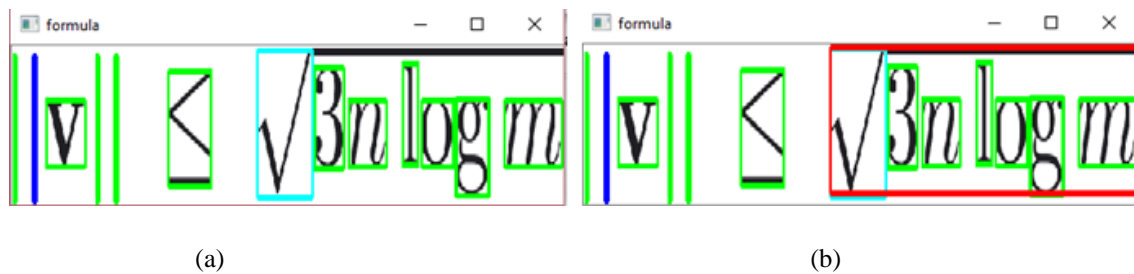 formula
||v|| ≤ √3n log m
formula
||v|| ≤ √3n log m
(a)
(b)